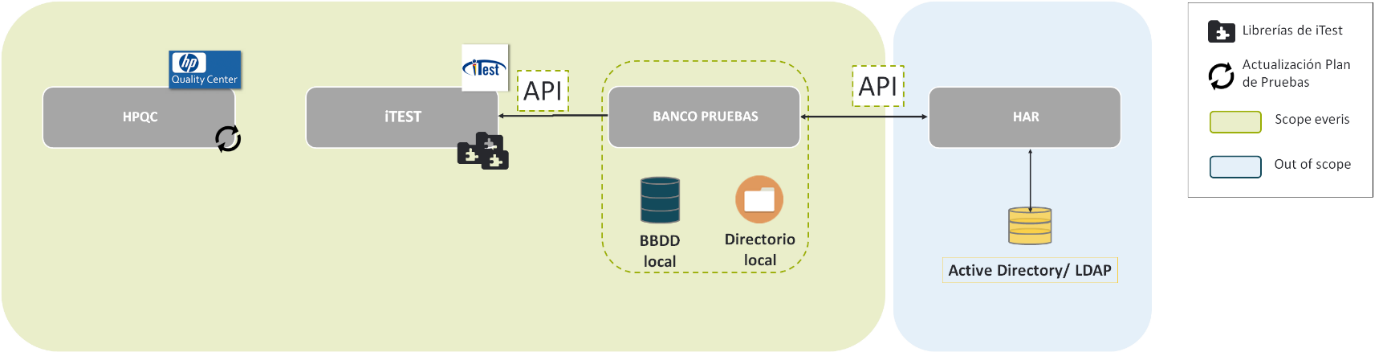 hp
Quality Center
HPQC
iTest
iTEST
API
BANCO PRUEBAS
API
HAR
BBDD
local
Directorio
local
Active Directory/ LDAP
Librerías de iTest
Actualización Plan
de Pruebas
Scope everis
Out of scope